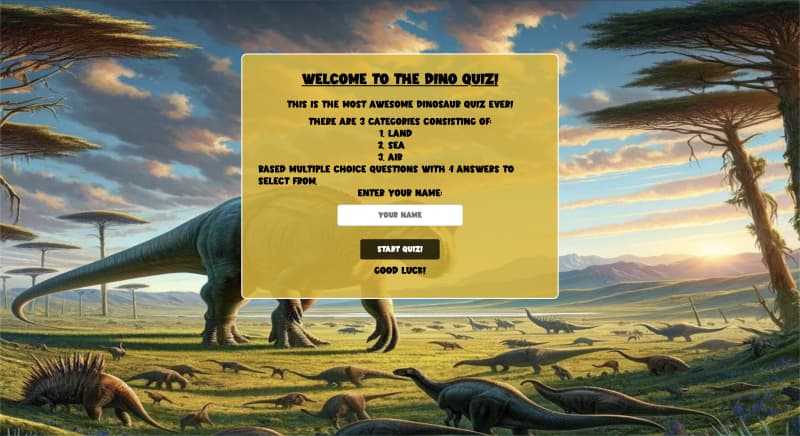 WELCOME TO THE DINO QUIZ!
THIS IS THE MOST AWESOME DINOSAUR QUIZ EVER!
THERE ARE 3 CATEGORIES CONSISTING OF:
1. LAND
2. SEA
3. AIR
BASED MULTIPLE CHOICE QUESTIONS WITH 4 ANSWERS TO
SELECT FROM.
ENTER YOUR NAME:
YOUR NAME
START QUIZ!
GOOD LUCK!